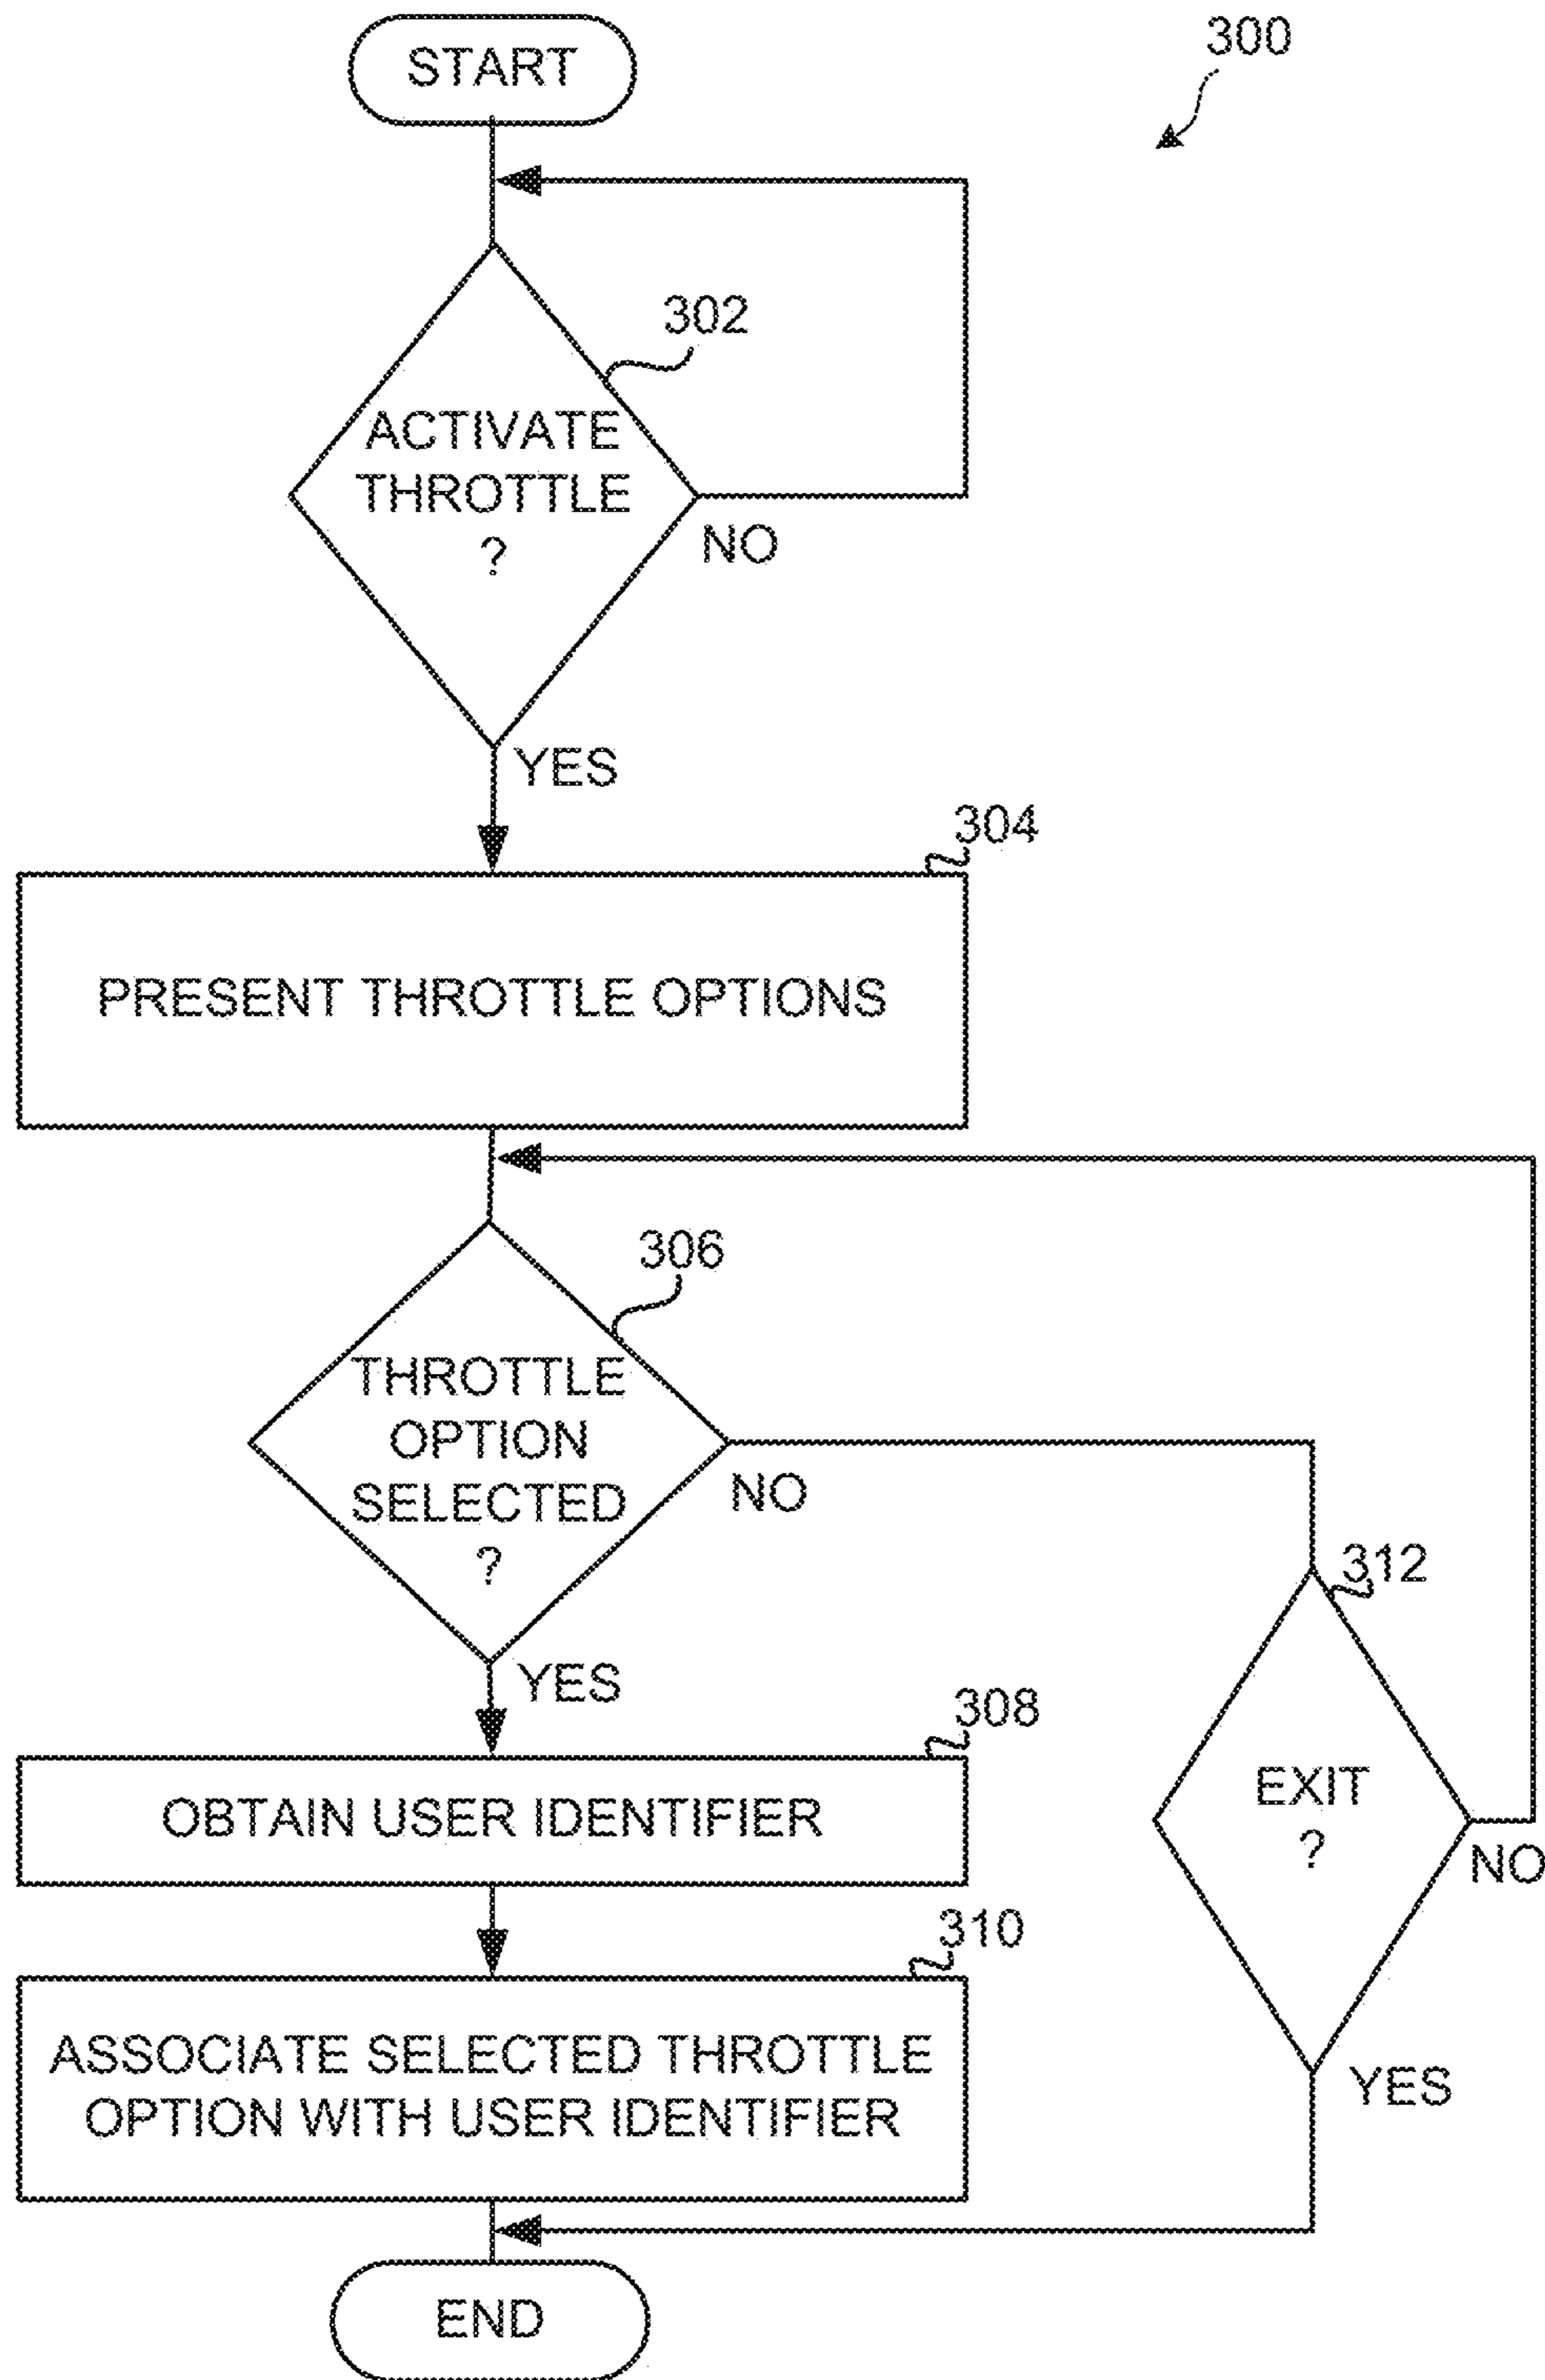 START
300
302
ACTIVATE
THROTTLE
?
NO
YES
304
PRESENT THROTTLE OPTIONS
306
THROTTLE
OPTION
SELECTED
?
NO
YES
312
EXIT
?
NO
YES
308
OBTAIN USER IDENTIFIER
310
ASSOCIATE SELECTED THROTTLE
OPTION WITH USER IDENTIFIER
END